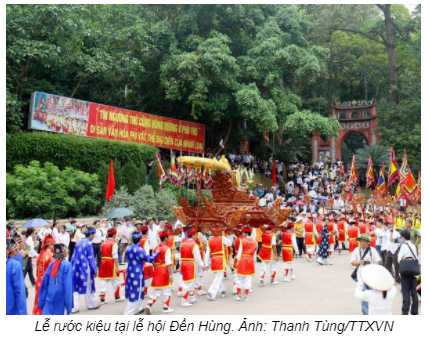 TÍN NGƯỠNG THỜ CÚNG HÙNG VƯƠNG Ở PHÚ THỌ
DI SẢN VĂN HÓA PHI VẬT THỂ ĐẠI DIỆN CỦA NHÂN LOẠI
Lễ rước kiệu tại lễ hội Đền Hùng. Ảnh: Thanh Tùng/TTXVN